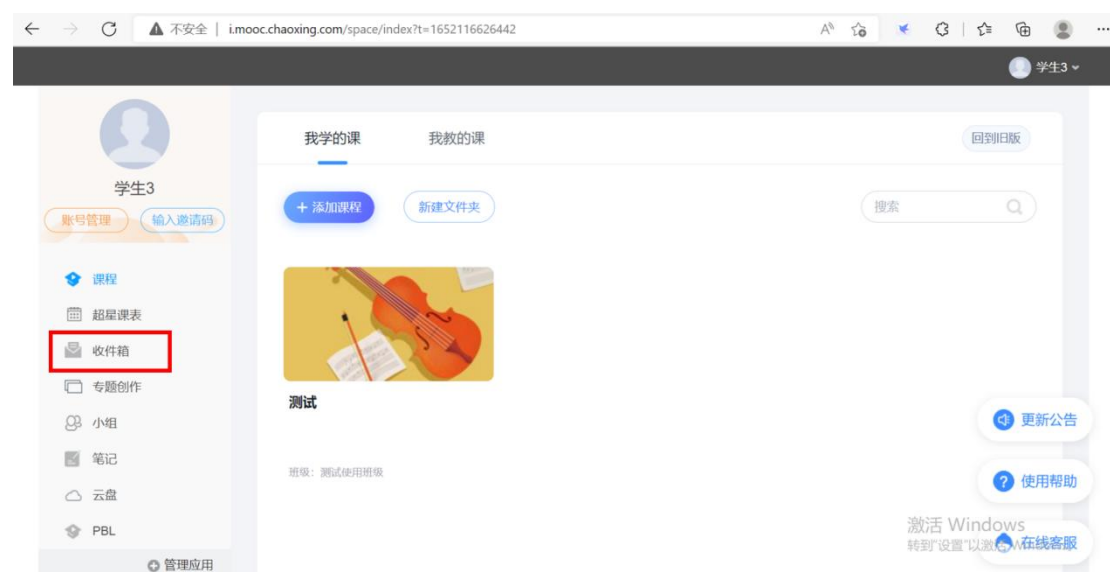 不安全 | i.mooc.chaoxing.com/space/index?t=1652116626442
学生3
学生3
账号管理 输入邀请码
课程
超星课表
收件箱
专题创作
小组
笔记
云盘
PBL
管理应用
我学的课 我教的课 回到旧版
+ 添加课程 新建文件夹 搜索
测试
班级：测试使用班级
更新公告
使用帮助
在线客服
激活 Windows
转到"设置"以激活 Windows。